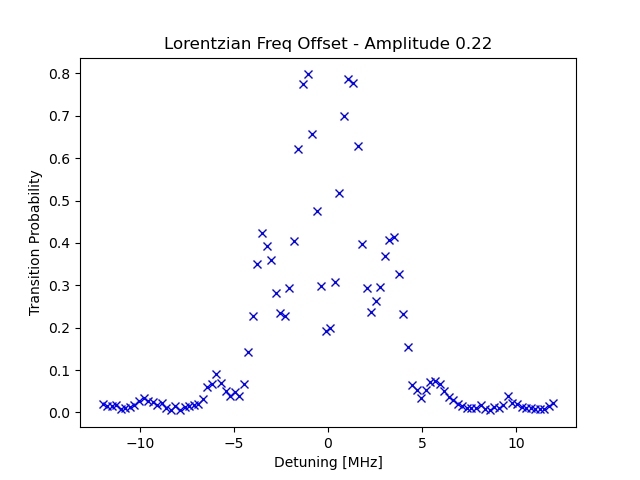 Lorentzian Freq Offset - Amplitude 0.22
Transition Probability
0.8
0.7
0.6
0.5
0.4
0.3
0.2
0.1
0.0
−10 −5 0 5 10
Detuning [MHz]